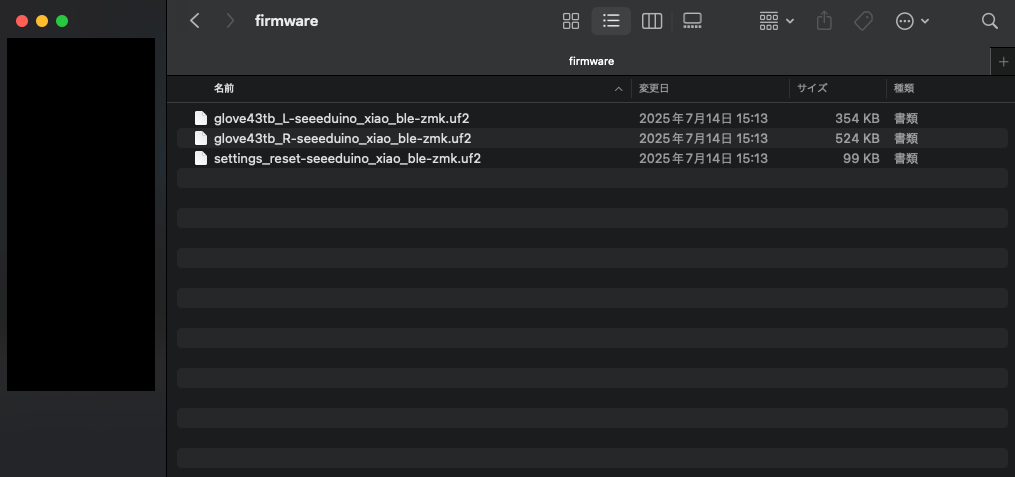 firmware
firmware
名前 変更日 サイズ 種類
glove43tb_L-seeeduino_xiao_ble-zmk.uf2 2025年7月14日 15:13 354 KB 書類
glove43tb_R-seeeduino_xiao_ble-zmk.uf2 2025年7月14日 15:13 524 KB 書類
settings_reset-seeeduino_xiao_ble-zmk.uf2 2025年7月14日 15:13 99 KB 書類